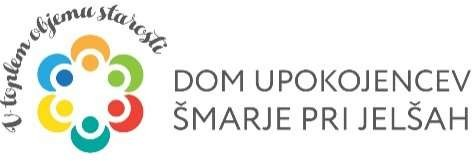 V toplem objemu starosti
DOM UPOKOJENCEV
ŠMARJE PRI JELŠAH